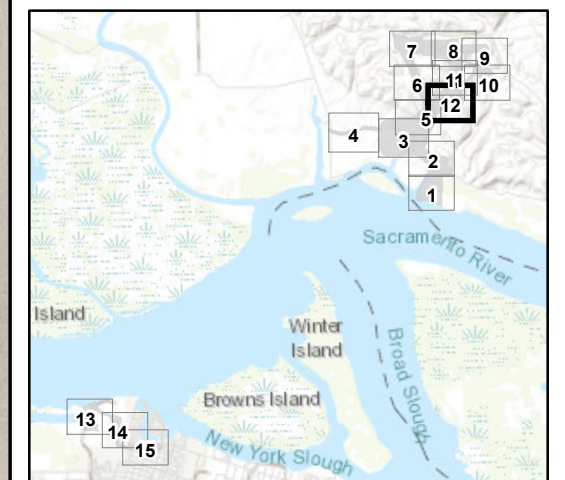 7 8 9
6 11 10
12
5
4 3
2
1
Sacramento River
Island
Winter
Island
Broad Slough
Browns Island
13
14
15
New York Slough